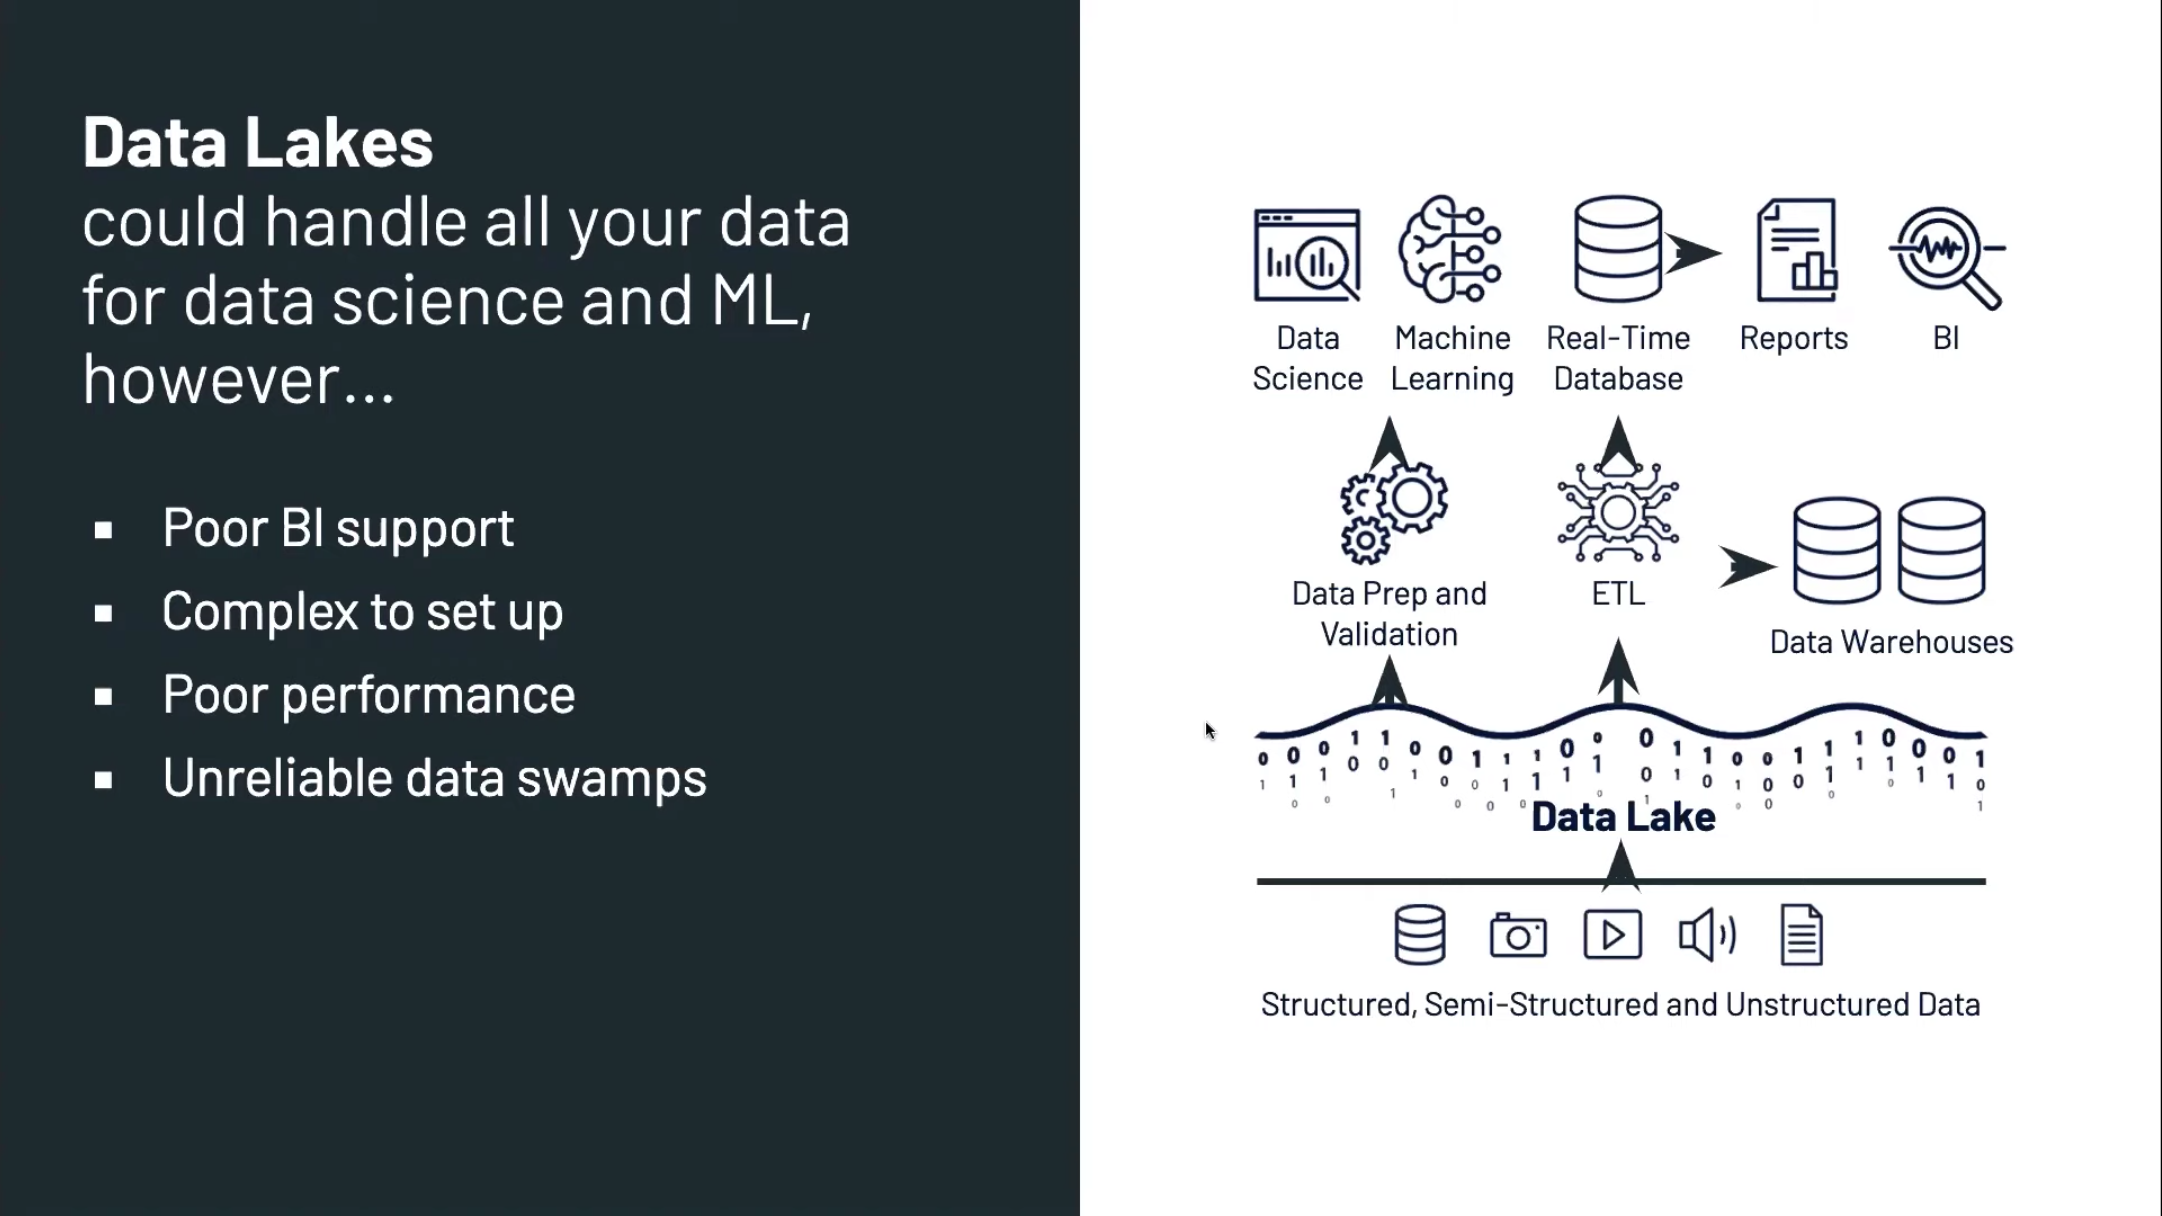 Data Lakes
could handle all your data
for data science and ML,
however...
▪ Poor BI support
▪ Complex to set up
▪ Poor performance
▪ Unreliable data swamps
Data
Science
Machine
Learning
Real-Time
Database
Reports
BI
Data Prep and
Validation
ETL
Data Warehouses
Data Lake
Structured, Semi-Structured and Unstructured Data